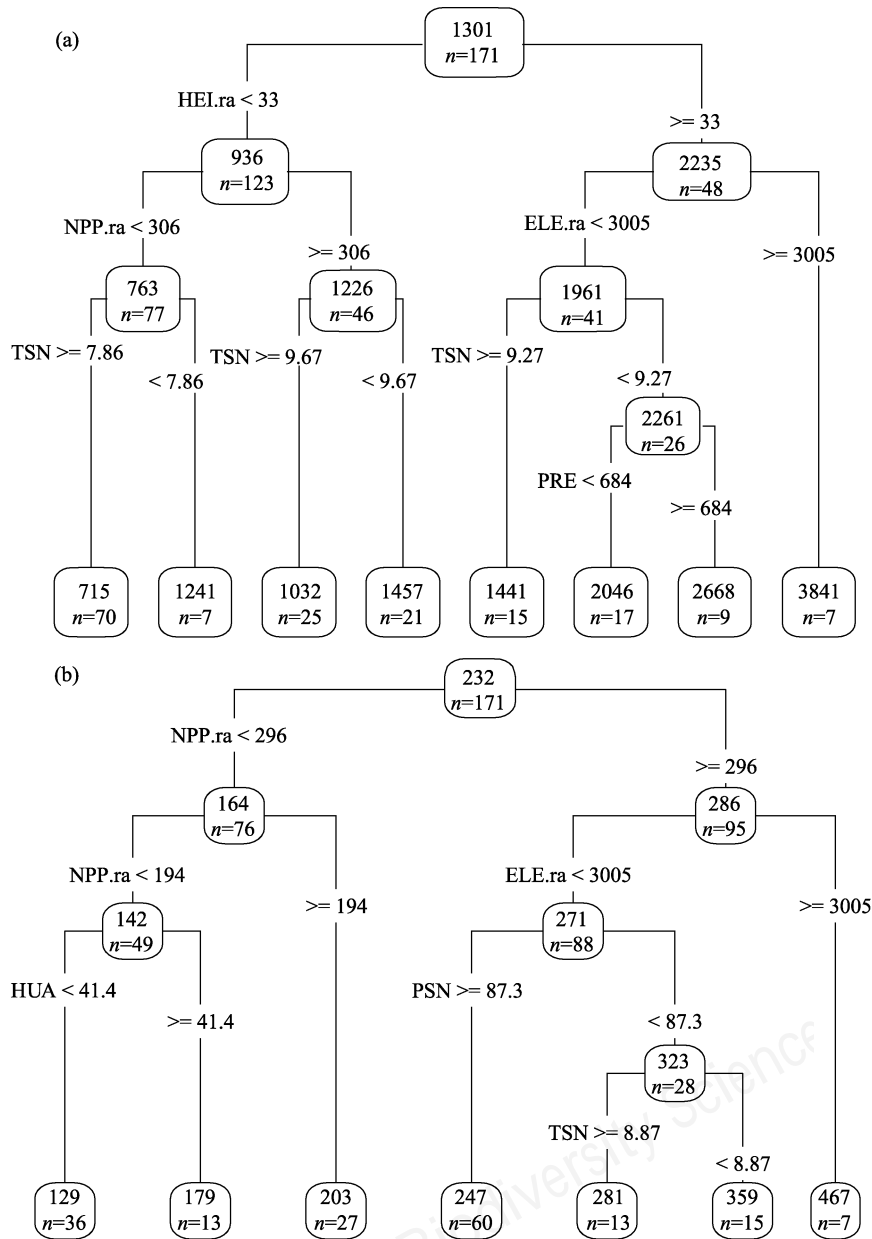 (a)
1301
n=171
HEI.ra < 33
>= 33
936
n=123
2235
n=48
NPP.ra < 306
>= 306
ELE.ra < 3005
>= 3005
763
n=77
1226
n=46
1961
n=41
TSN >= 7.86
< 7.86
TSN >= 9.67
< 9.67
TSN >= 9.27
< 9.27
2261
n=26
PRE < 684
>= 684
715
n=70
1241
n=7
1032
n=25
1457
n=21
1441
n=15
2046
n=17
2668
n=9
3841
n=7
(b)
232
n=171
NPP.ra < 296
>= 296
164
n=76
286
n=95
NPP.ra < 194
>= 194
ELE.ra < 3005
>= 3005
142
n=49
271
n=88
HUA < 41.4
>= 41.4
PSN >= 87.3
< 87.3
323
n=28
TSN >= 8.87
< 8.87
129
n=36
179
n=13
203
n=27
247
n=60
281
n=13
359
n=15
467
n=7
Biodiversity Science